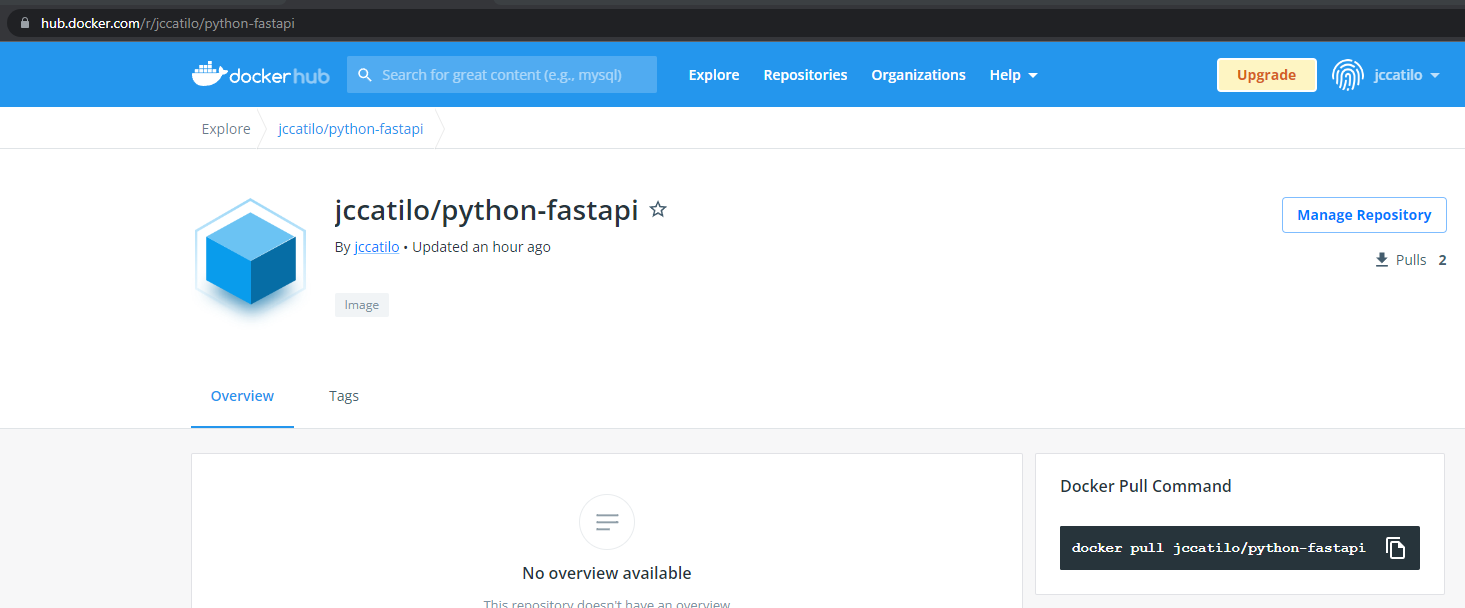 hub.docker.com/r/jccatilo/python-fastapi
dockerhub Search for great content (e.g., mysql) Explore Repositories Organizations Help Upgrade jccatilo
Explore jccatilo/python-fastapi
jccatilo/python-fastapi
Manage Repository
By jccatilo • Updated an hour ago
Pulls 2
Image
Overview Tags
Docker Pull Command
docker pull jccatilo/python-fastapi
No overview available
This repository doesn't have an overview